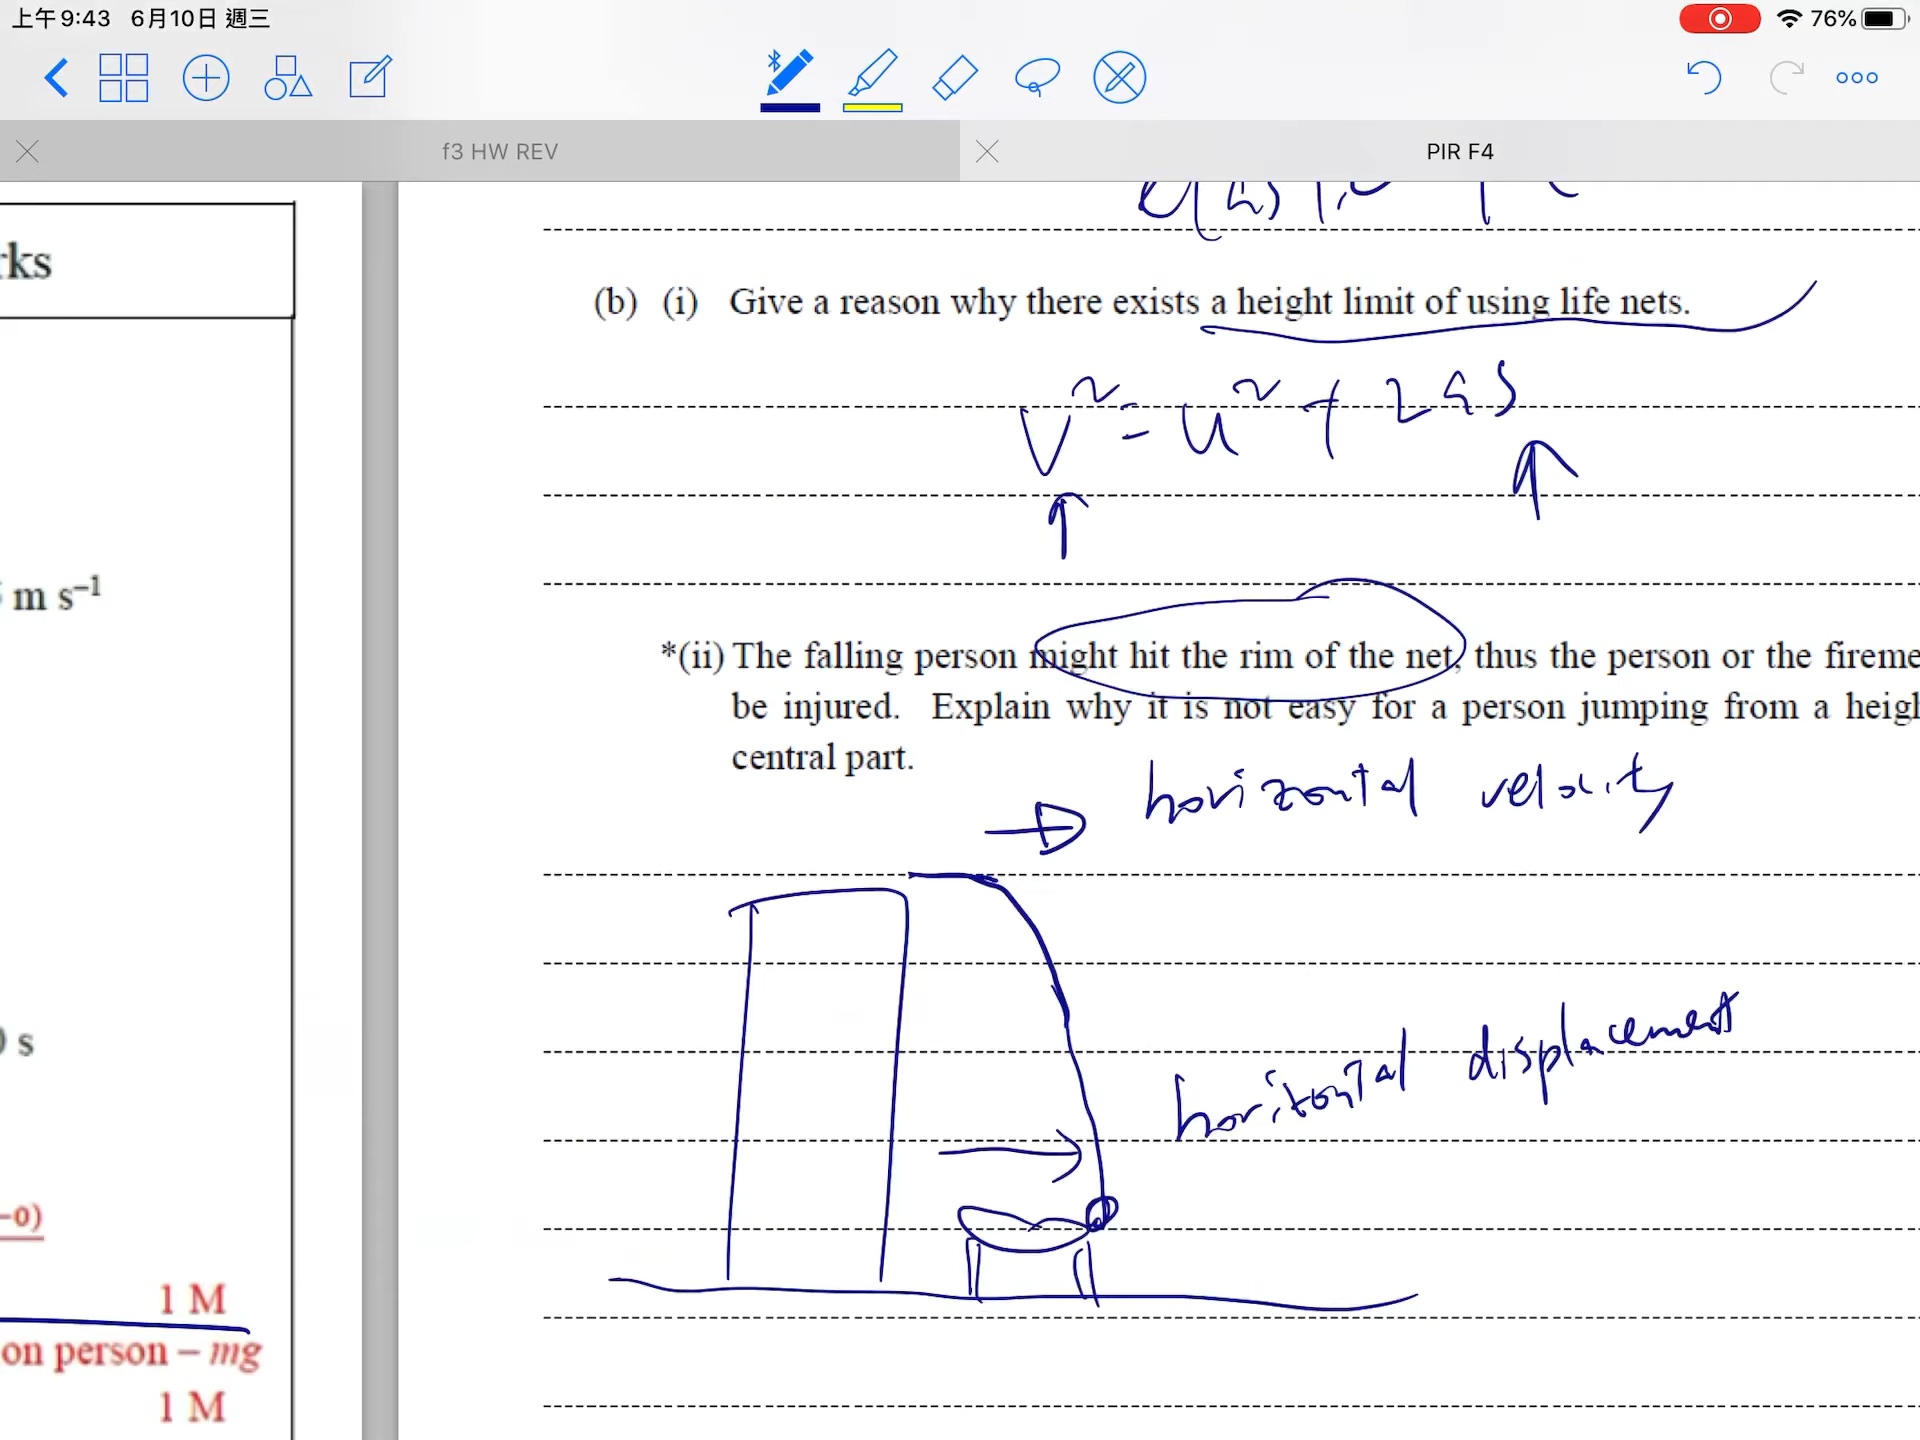 上午9:43 6月10日 週三
76%
f3 HW REV
PIR F4
rks
(b) (i) Give a reason why there exists a height limit of using life nets.
V² = u² + 2as
m s⁻¹
*(ii) The falling person might hit the rim of the net, thus the person or the fireme
be injured. Explain why it is not easy for a person jumping from a heigh
central part.
horizontal velocity
s
horizontal displacement
–0)
1 M
on person – mg
1 M